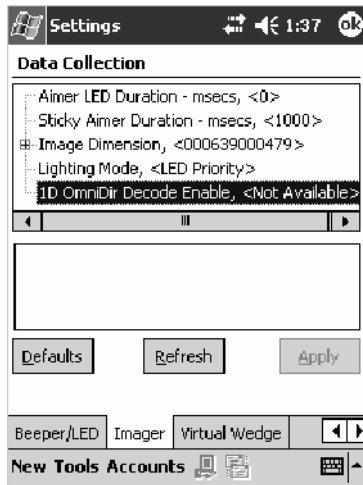 Settings 1:37 ok
Data Collection
Aimer LED Duration - msecs, <0>
Sticky Aimer Duration - msecs, <1000>
Image Dimension, <000639000479>
Lighting Mode, <LED Priority>
1D OmniDir Decode Enable, <Not Available>
Defaults Refresh Apply
Beeper/LED Imager Virtual Wedge
New Tools Accounts